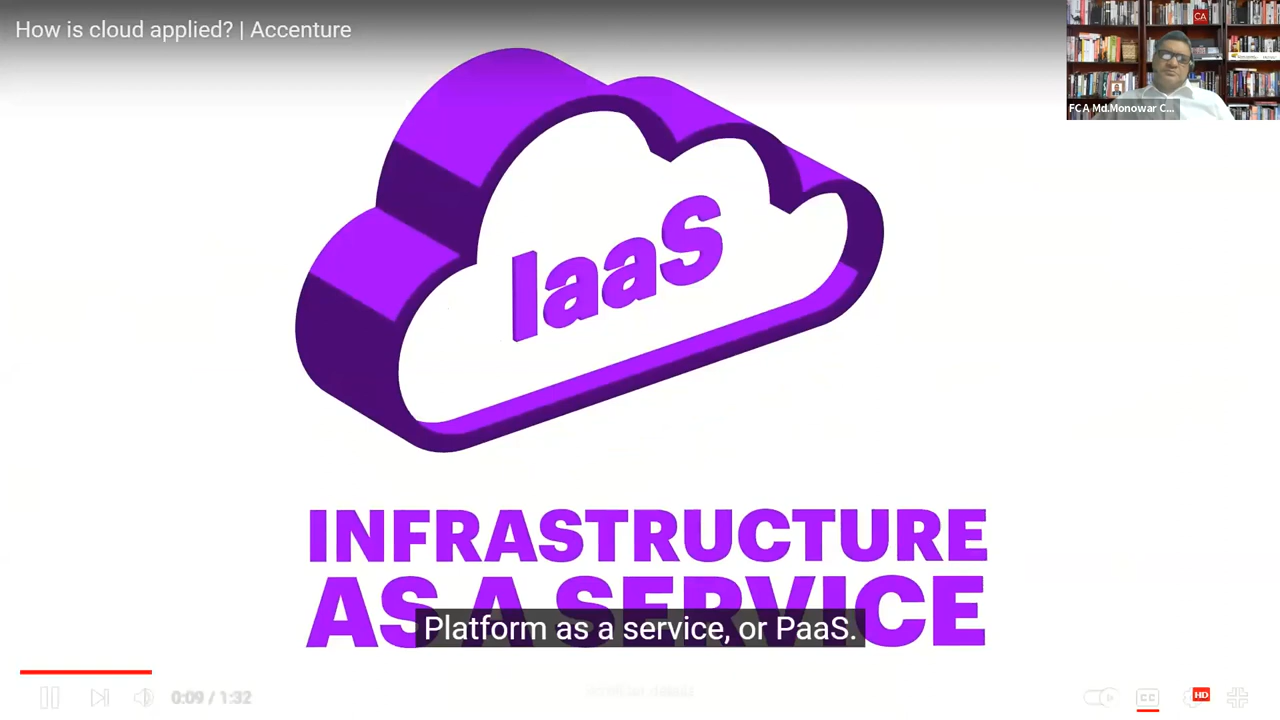 How is cloud applied? | Accenture
CA
FCA Md.Monowar C...
IaaS
INFRASTRUCTURE
AS A SERVICE
Platform as a service, or PaaS.
0:09 / 1:32
CC
HD